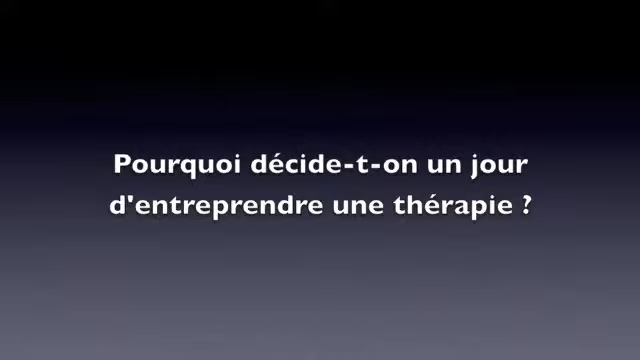 Pourquoi décide-t-on un jour
d'entreprendre une thérapie ?